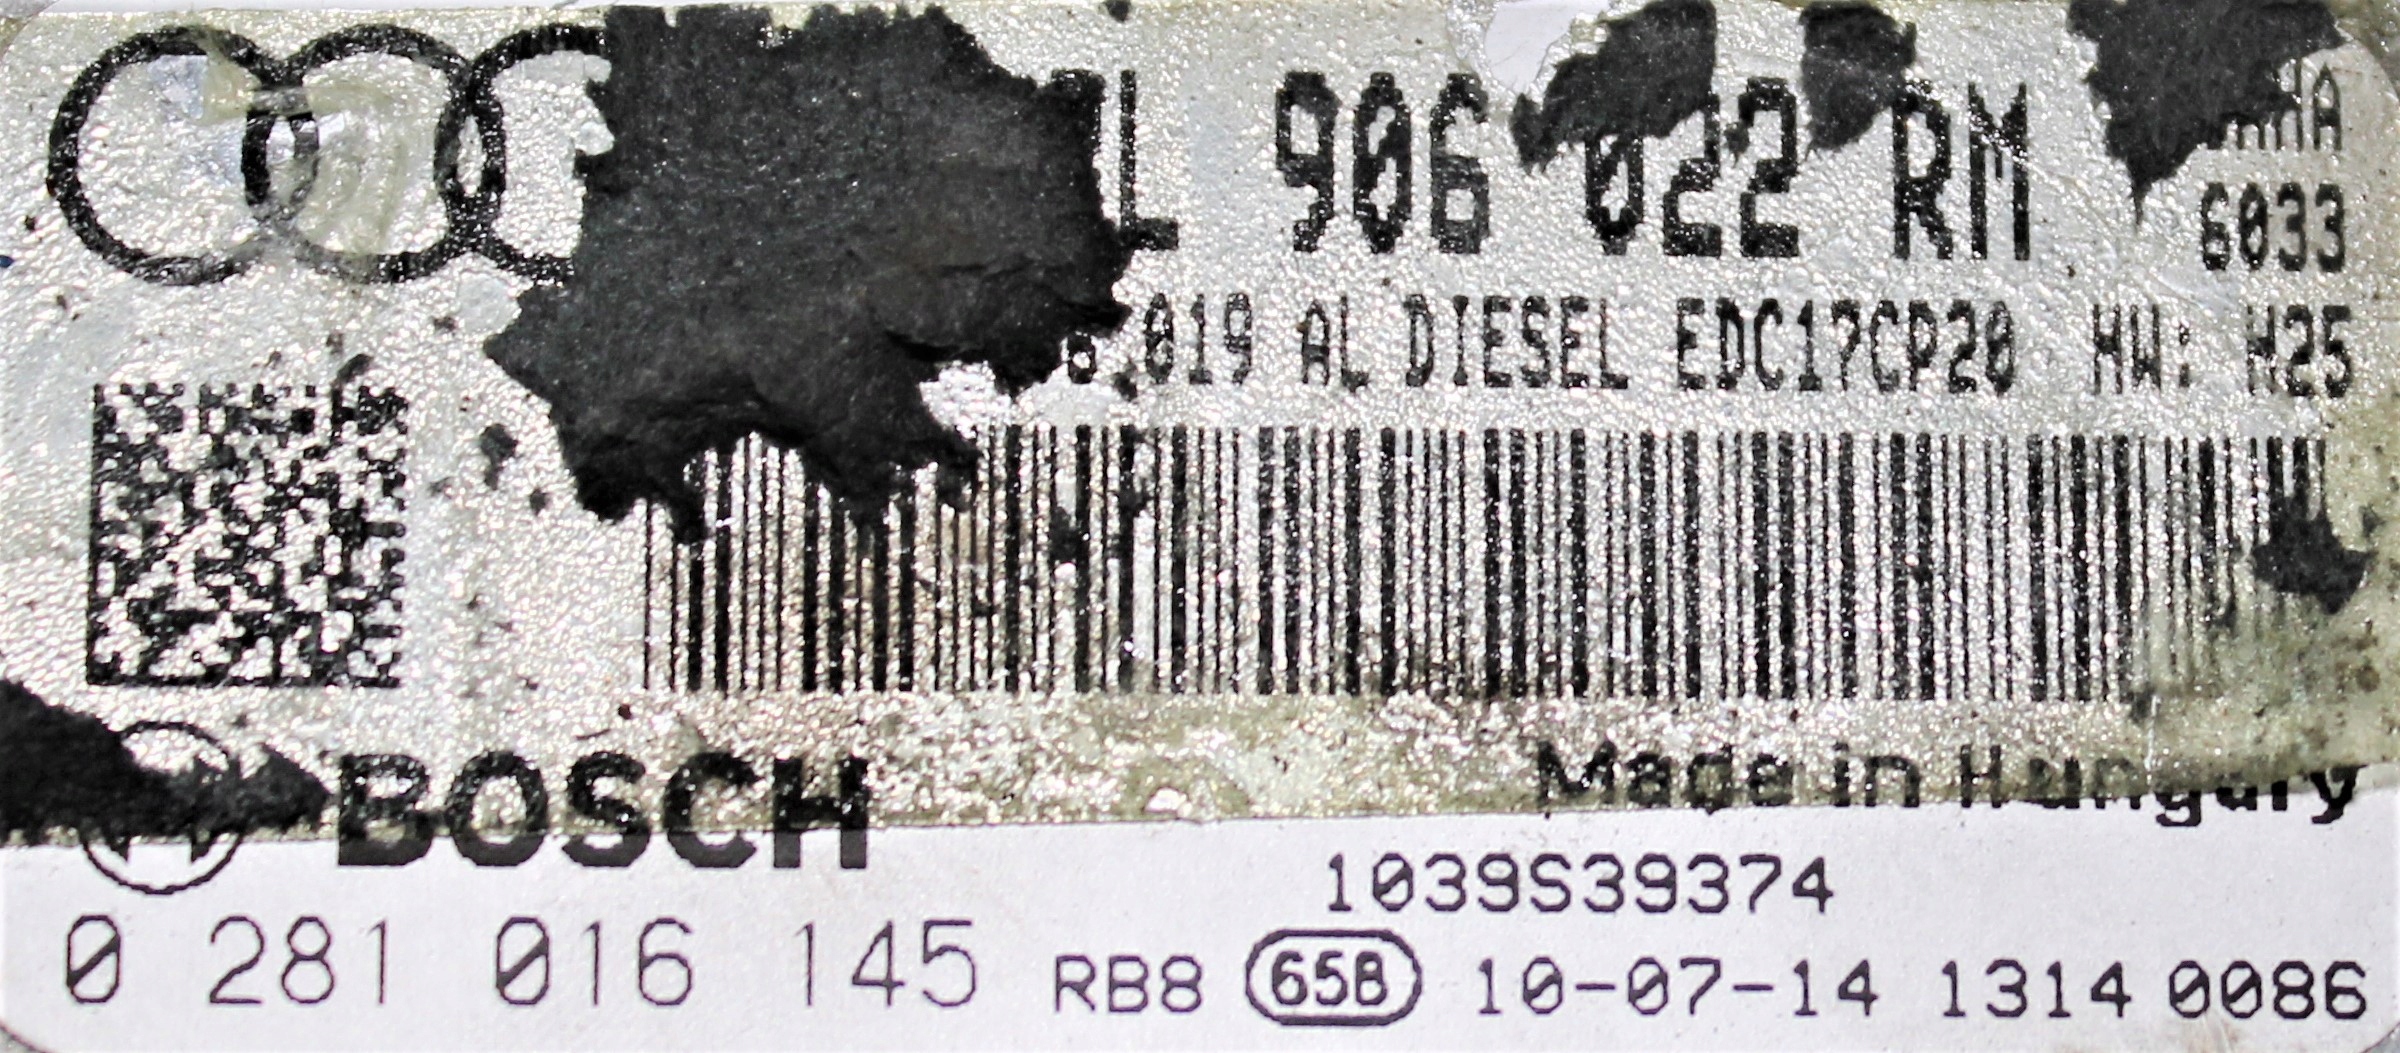 L 906 022 RM
6033
019 AL DIESEL EDC17CP20 HW: H25
BOSCH
Made in Hungary
1039S39374
0 281 016 145 RB8 65B 10-07-14 1314 0086